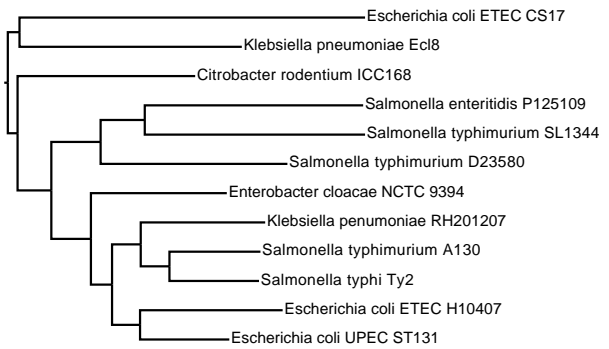 Escherichia coli ETEC CS17
Klebsiella pneumoniae Ecl8
Citrobacter rodentium ICC168
Salmonella enteritidis P125109
Salmonella typhimurium SL1344
Salmonella typhimurium D23580
Enterobacter cloacae NCTC 9394
Klebsiella penumoniae RH201207
Salmonella typhimurium A130
Salmonella typhi Ty2
Escherichia coli ETEC H10407
Escherichia coli UPEC ST131